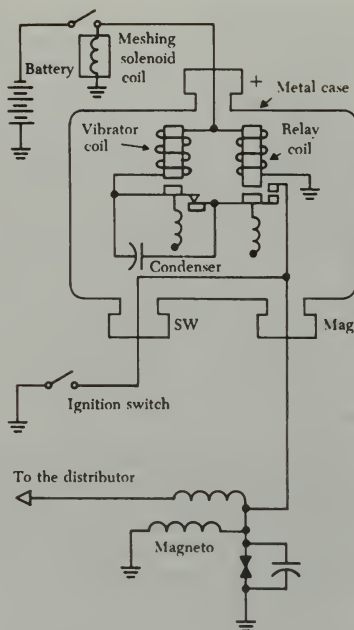 Meshing
solenoid
coil
Battery
+
Metal case
Vibrator
coil
Relay
coil
Condenser
SW
Mag
Ignition switch
To the distributor
Magneto